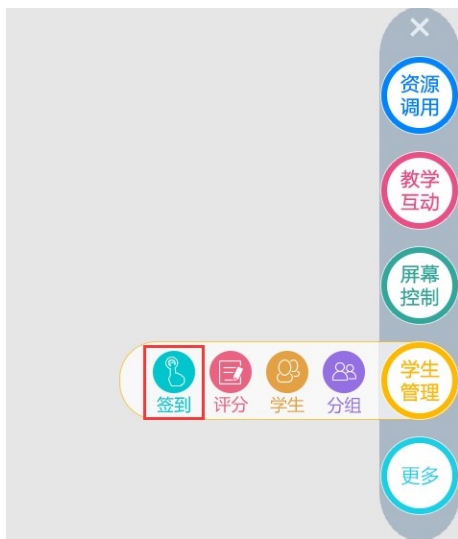 资源
调用
教学
互动
屏幕
控制
签到
评分
学生
分组
学生
管理
更多